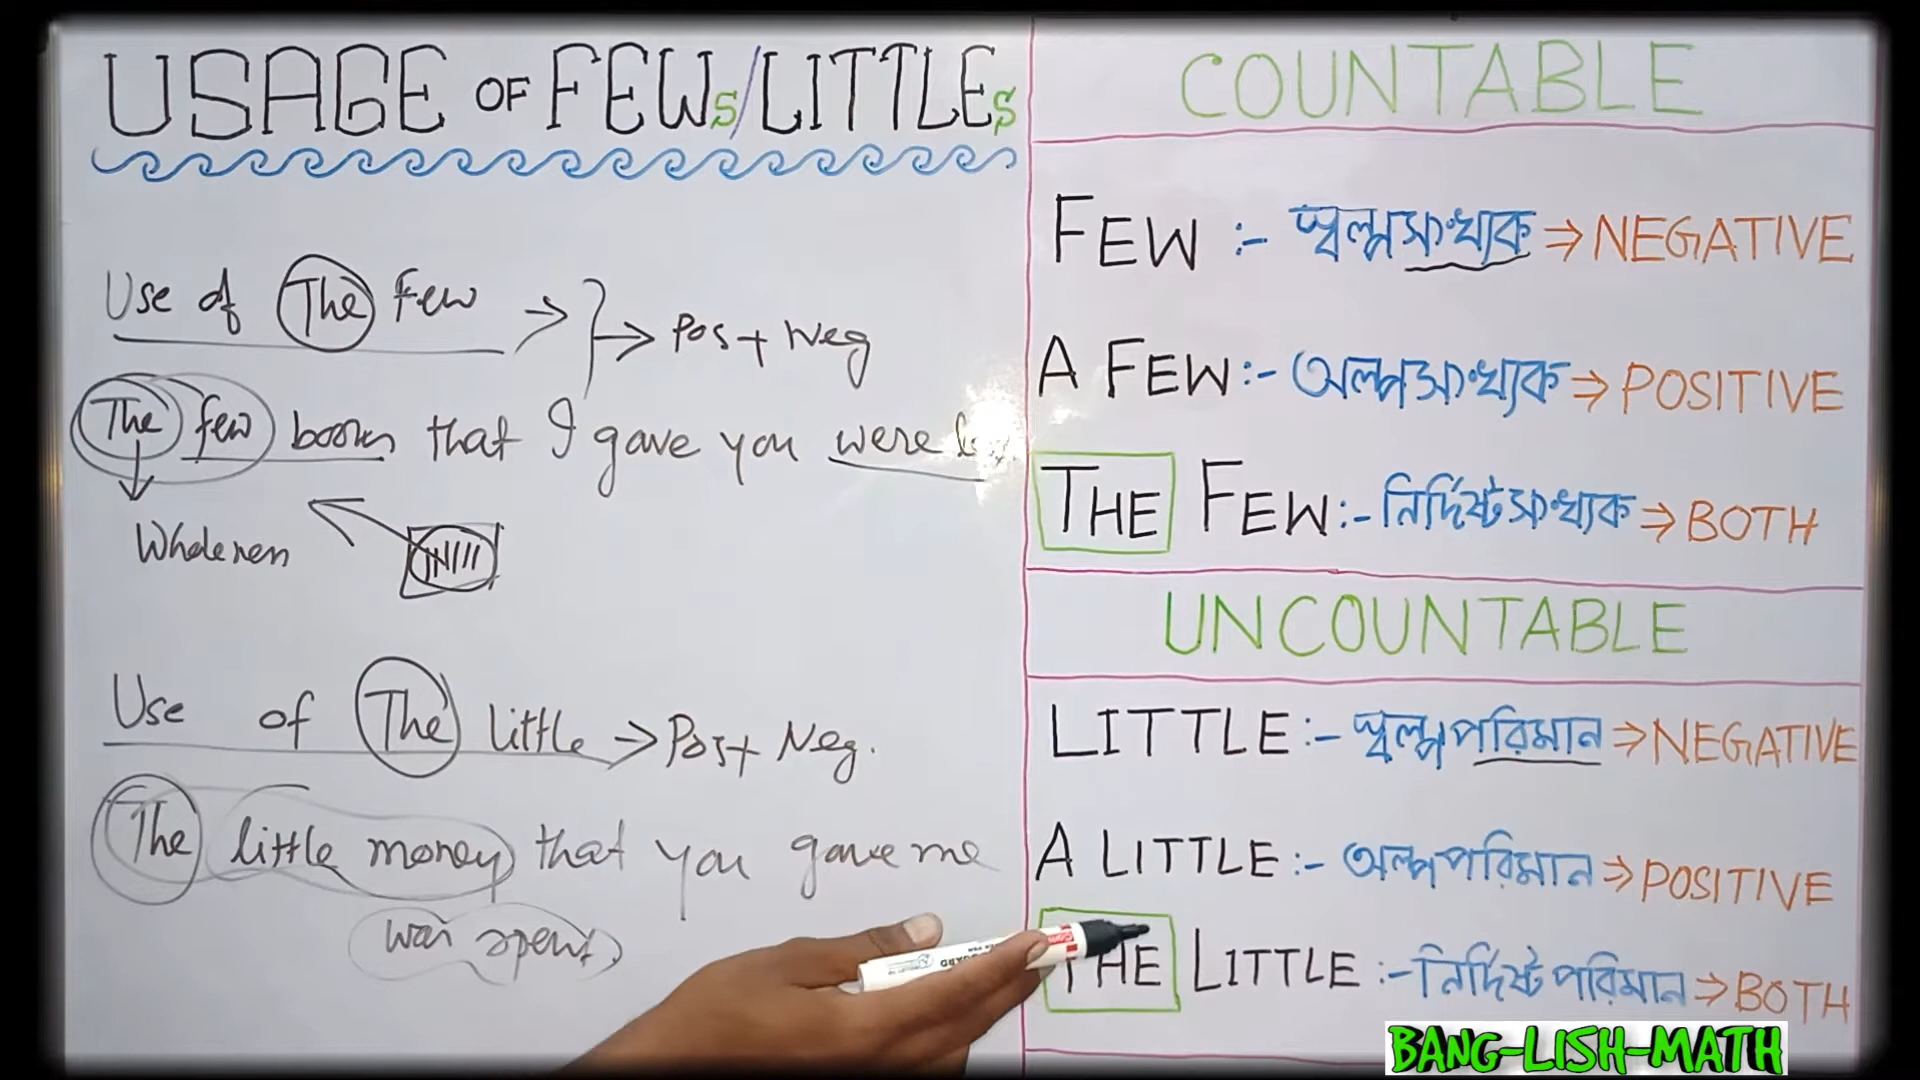 USAGE OF FEWs/LITTLEs
Use of The Few → } → Pos + Neg
The few books that I gave you were
Wholeness
Use of The little → Pos + Neg.
The little money that you gave me
was spent.
COUNTABLE
FEW :- স্বল্পসংখ্যক ⇒ NEGATIVE
A FEW :- অল্পসংখ্যক ⇒ POSITIVE
THE FEW :- নির্দিষ্টসংখ্যক ⇒ BOTH
UNCOUNTABLE
LITTLE :- স্বল্পপরিমান ⇒ NEGATIVE
A LITTLE :- অল্পপরিমান ⇒ POSITIVE
THE LITTLE :- নির্দিষ্টপরিমান ⇒ BOTH
BANG-LISH-MATH